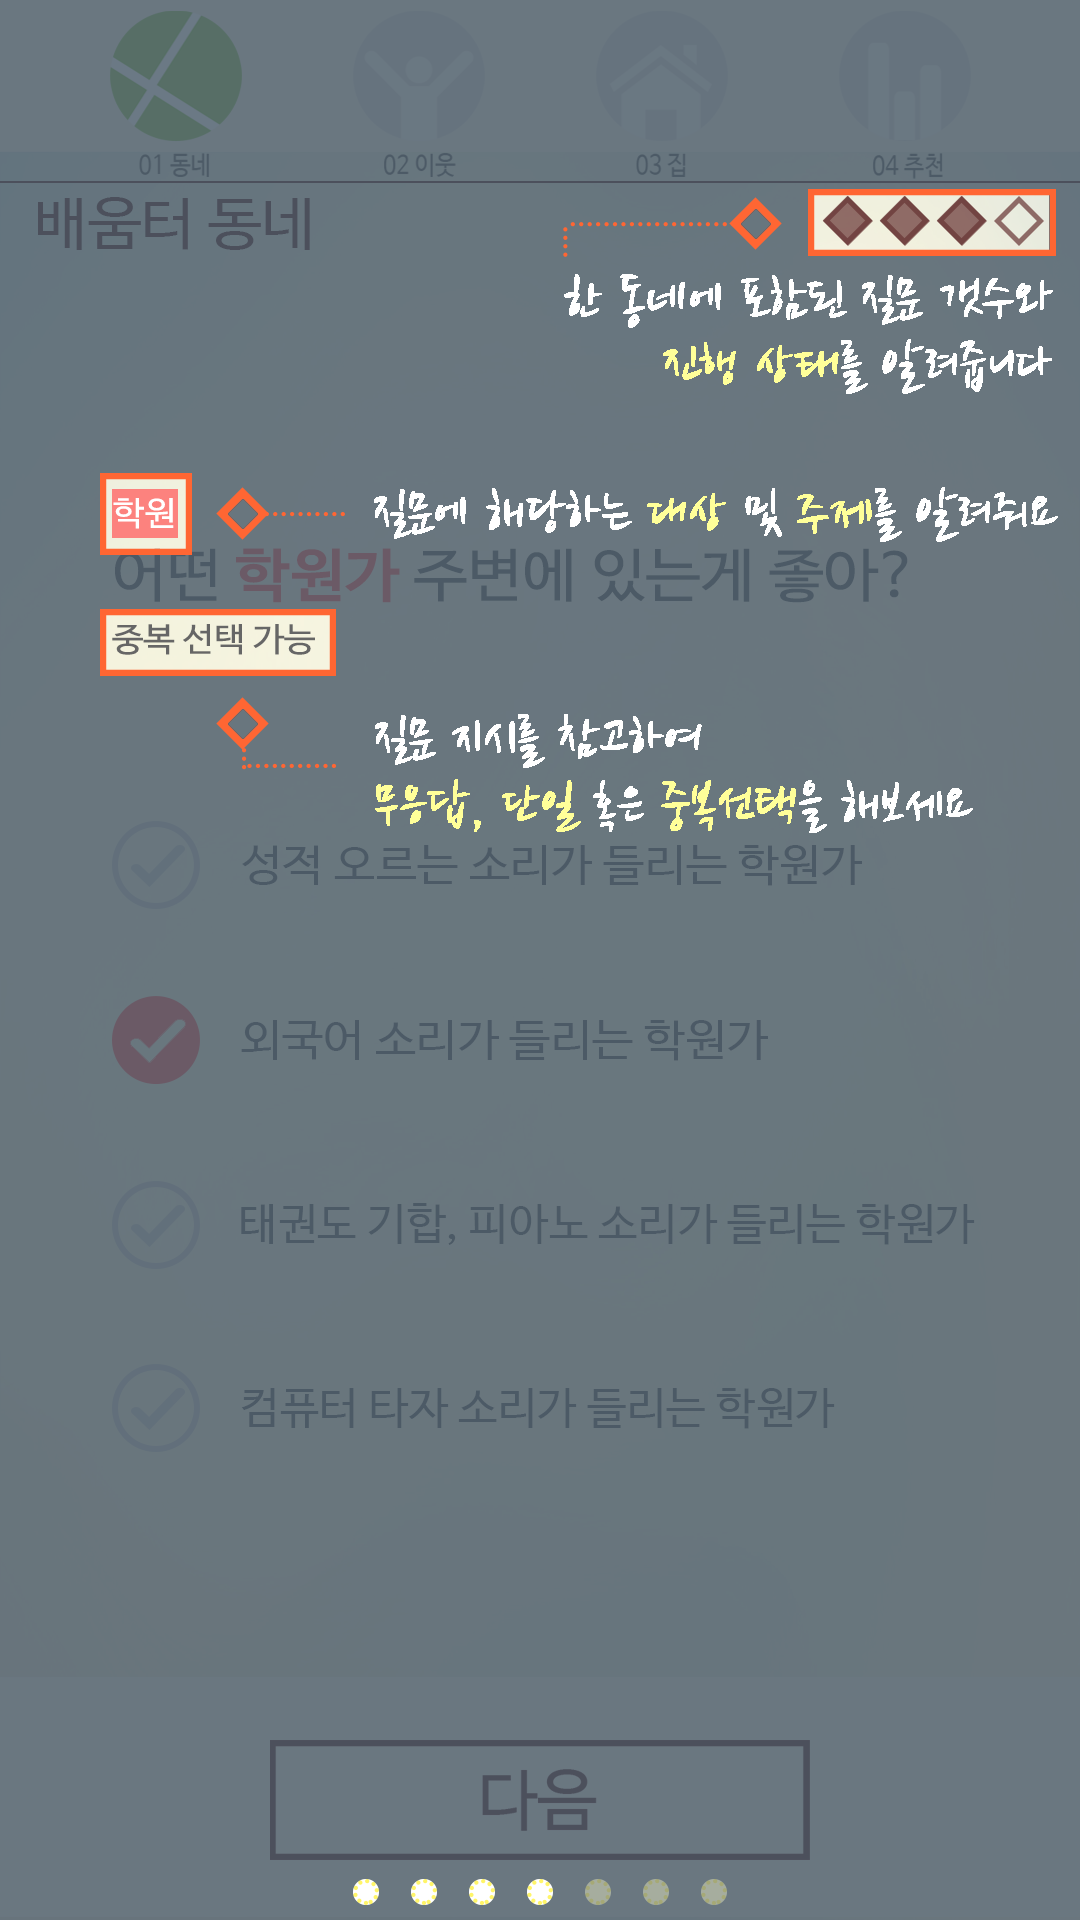 01 동네
02 이웃
03 집
04 추천
배움터 동네
한 동네에 포함된 질문 갯수와
진행 상태를 알려줍니다
학원
질문에 해당하는 대상 및 주제를 알려줘요
어떤 학원가 주변에 있는게 좋아?
중복 선택 가능
질문 지시를 참고하여
무응답, 단일 혹은 중복선택을 해보세요
성적 오르는 소리가 들리는 학원가
외국어 소리가 들리는 학원가
태권도 기합, 피아노 소리가 들리는 학원가
컴퓨터 타자 소리가 들리는 학원가
다음